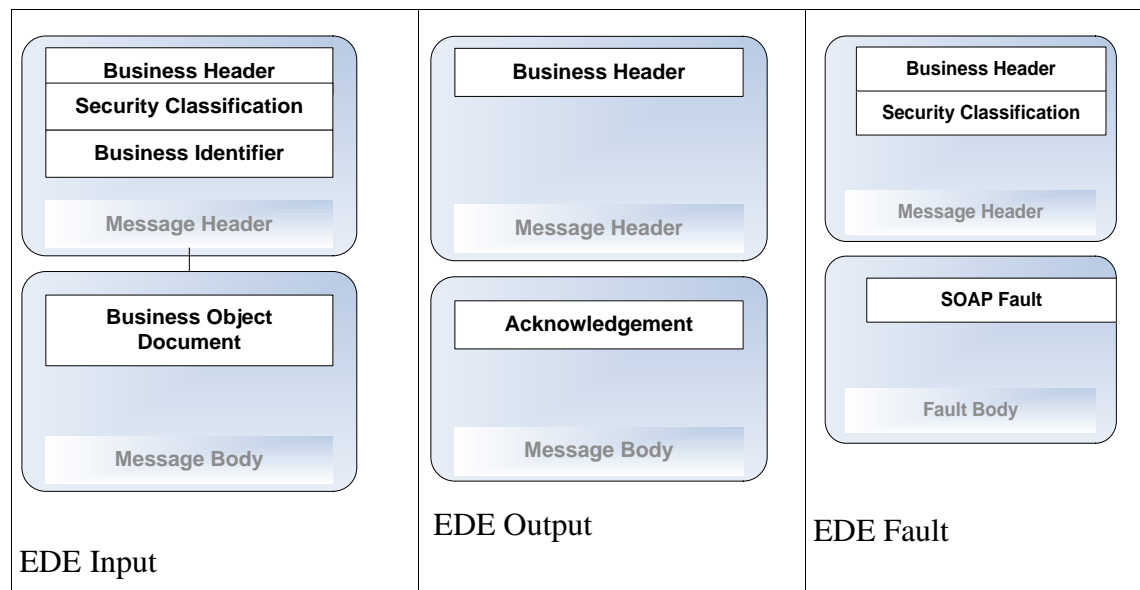 Business Header
Security Classification
Business Identifier
Message Header
Business Object
Document
Message Body
EDE Input
Business Header
Message Header
Acknowledgement
Message Body
EDE Output
Business Header
Security Classification
Message Header
SOAP Fault
Fault Body
EDE Fault